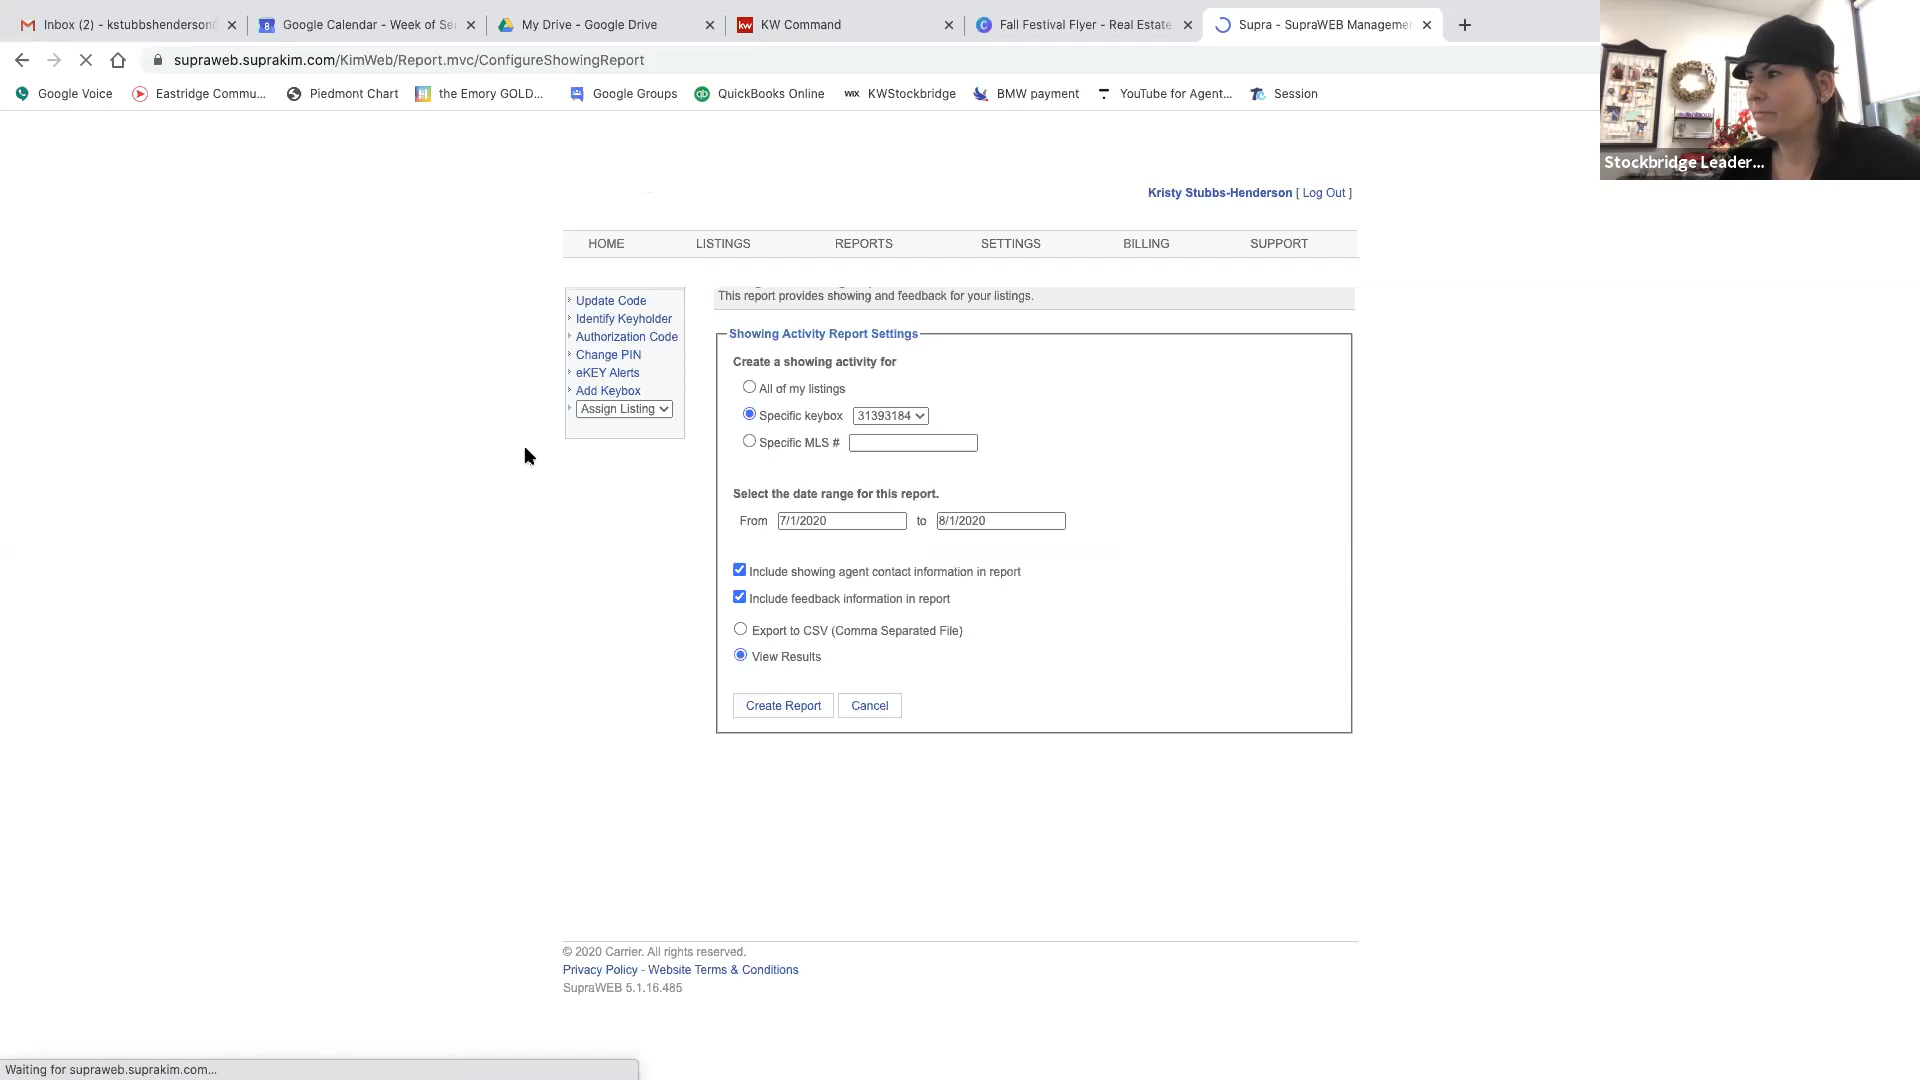 Inbox (2) - kstubbshenderson
Google Calendar - Week of Se
My Drive - Google Drive
KW Command
Fall Festival Flyer - Real Estate
Supra - SupraWEB Managemen
supraweb.suprakim.com/KimWeb/Report.mvc/ConfigureShowingReport
Google Voice
Eastridge Commu...
Piedmont Chart
the Emory GOLD...
Google Groups
QuickBooks Online
WIX KWStockbridge
BMW payment
YouTube for Agent...
Session
Stockbridge Leader...
Kristy Stubbs-Henderson [ Log Out ]
HOME LISTINGS REPORTS SETTINGS BILLING SUPPORT
Update Code
Identify Keyholder
Authorization Code
Change PIN
eKEY Alerts
Add Keybox
Assign Listing
This report provides showing and feedback for your listings.
Showing Activity Report Settings
Create a showing activity for
All of my listings
Specific keybox 31393184
Specific MLS #
Select the date range for this report.
From 7/1/2020 to 8/1/2020
Include showing agent contact information in report
Include feedback information in report
Export to CSV (Comma Separated File)
View Results
Create Report Cancel
© 2020 Carrier. All rights reserved.
Privacy Policy - Website Terms & Conditions
SupraWEB 5.1.16.485
Waiting for supraweb.suprakim.com...